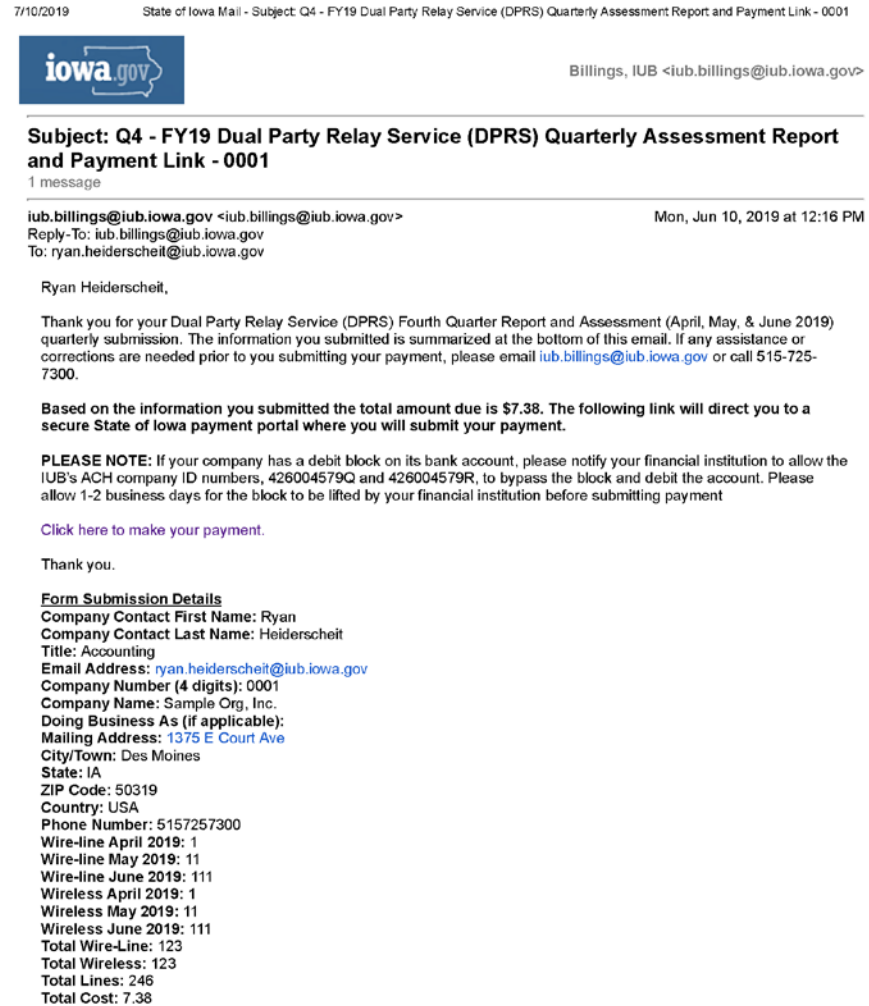 7/10/2019 State of Iowa Mail - Subject: Q4 - FY19 Dual Party Relay Service (DPRS) Quarterly Assessment Report and Payment Link - 0001
iowa.gov
Billings, IUB <iub.billings@iub.iowa.gov>
Subject: Q4 - FY19 Dual Party Relay Service (DPRS) Quarterly Assessment Report
and Payment Link - 0001
1 message
iub.billings@iub.iowa.gov <iub.billings@iub.iowa.gov> Mon, Jun 10, 2019 at 12:16 PM
Reply-To: iub.billings@iub.iowa.gov
To: ryan.heiderscheit@iub.iowa.gov
Ryan Heiderscheit,
Thank you for your Dual Party Relay Service (DPRS) Fourth Quarter Report and Assessment (April, May, & June 2019)
quarterly submission. The information you submitted is summarized at the bottom of this email. If any assistance or
corrections are needed prior to you submitting your payment, please email iub.billings@iub.iowa.gov or call 515-725-
7300.
Based on the information you submitted the total amount due is $7.38. The following link will direct you to a
secure State of Iowa payment portal where you will submit your payment.
PLEASE NOTE: If your company has a debit block on its bank account, please notify your financial institution to allow the
IUB's ACH company ID numbers, 426004579Q and 426004579R, to bypass the block and debit the account. Please
allow 1-2 business days for the block to be lifted by your financial institution before submitting payment
Click here to make your payment.
Thank you.
Form Submission Details
Company Contact First Name: Ryan
Company Contact Last Name: Heiderscheit
Title: Accounting
Email Address: ryan.heiderscheit@iub.iowa.gov
Company Number (4 digits): 0001
Company Name: Sample Org, Inc.
Doing Business As (if applicable):
Mailing Address: 1375 E Court Ave
City/Town: Des Moines
State: IA
ZIP Code: 50319
Country: USA
Phone Number: 5157257300
Wire-line April 2019: 1
Wire-line May 2019: 11
Wire-line June 2019: 111
Wireless April 2019: 1
Wireless May 2019: 11
Wireless June 2019: 111
Total Wire-Line: 123
Total Wireless: 123
Total Lines: 246
Total Cost: 7.38